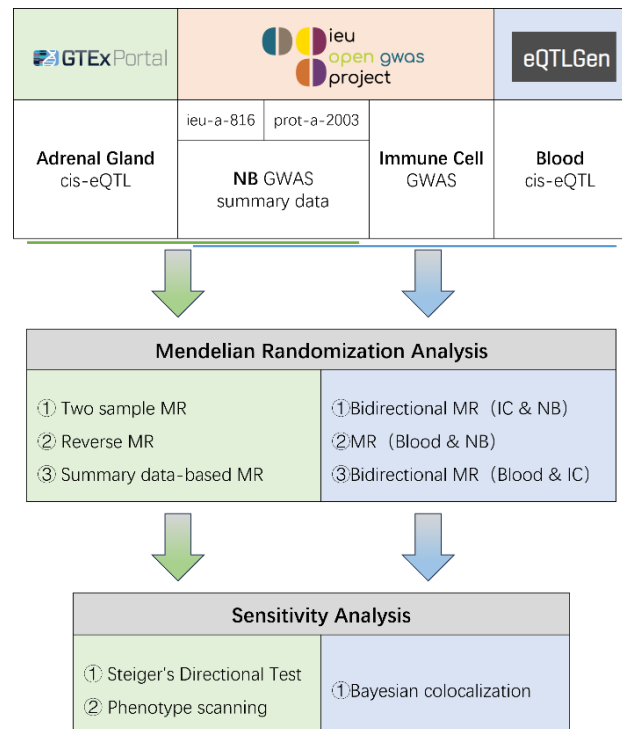 GTExPortal
ieu
open gwas
project
eQTLGen
ieu-a-816
prot-a-2003
Adrenal Gland
cis-eQTL
NB GWAS
summary data
Immune Cell
GWAS
Blood
cis-eQTL
Mendelian Randomization Analysis
① Two sample MR
② Reverse MR
③ Summary data-based MR
①Bidirectional MR（IC & NB）
②MR（Blood & NB）
③Bidirectional MR（Blood & IC）
Sensitivity Analysis
① Steiger's Directional Test
② Phenotype scanning
①Bayesian colocalization